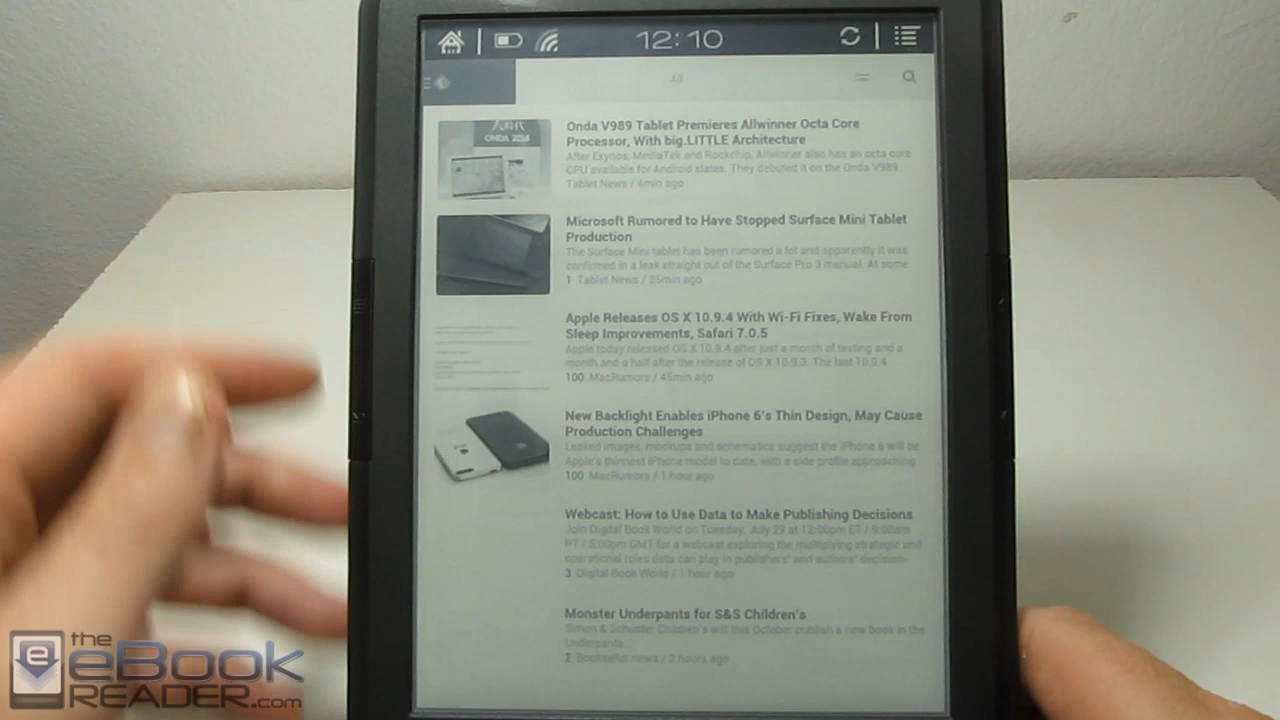 12:10
All
Onda V989 Tablet Premieres Allwinner Octa Core
Processor, With big.LITTLE Architecture
After Exynos, MediaTek and Rockchip, Allwinner also has an octa core
CPU available for Android slates. They debuted it on the Onda V989
Tablet News / 4min ago
Microsoft Rumored to Have Stopped Surface Mini Tablet
Production
The Surface Mini tablet has been rumored a lot and apparently it was
confirmed in a leak straight out of the Surface Pro 3 manual. At some
1 Tablet News / 25min ago
Apple Releases OS X 10.9.4 With Wi-Fi Fixes, Wake From
Sleep Improvements, Safari 7.0.5
Apple today released OS X 10.9.4 after just a month of testing and a
month and a half after the release of OS X 10.9.3. The last 10.9.4
100 MacRumors / 45min ago
New Backlight Enables iPhone 6's Thin Design, May Cause
Production Challenges
Leaked images, mockups and schematics suggest the iPhone 6 will be
Apple's thinnest iPhone model to date, with a side profile approaching
100 MacRumors / 1 hour ago
Webcast: How to Use Data to Make Publishing Decisions
Join Digital Book World on Tuesday, July 29 at 12:00pm ET / 9:00am
PT / 5:00pm GMT for a webcast exploring the multiplying strategic and
operational roles data can play in publishers' and authors' decision-
3 Digital Book World / 1 hour ago
Monster Underpants for S&S Children's
Simon & Schuster Children's will this October publish a new book in the
Underpants...
2 Bookseller news / 2 hours ago
the
eBook
READER.com